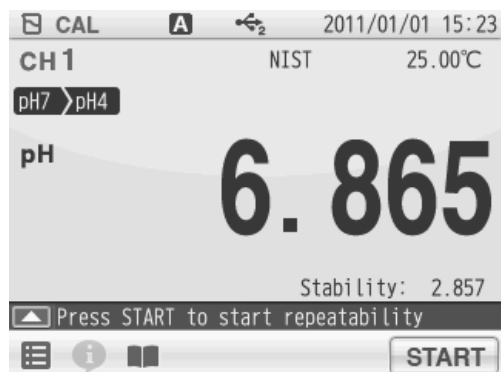 CAL A 2 2011/01/01 15:23
CH1 NIST 25.00℃
pH7 pH4
pH 6.865
Stability: 2.857
Press START to start repeatability
i START